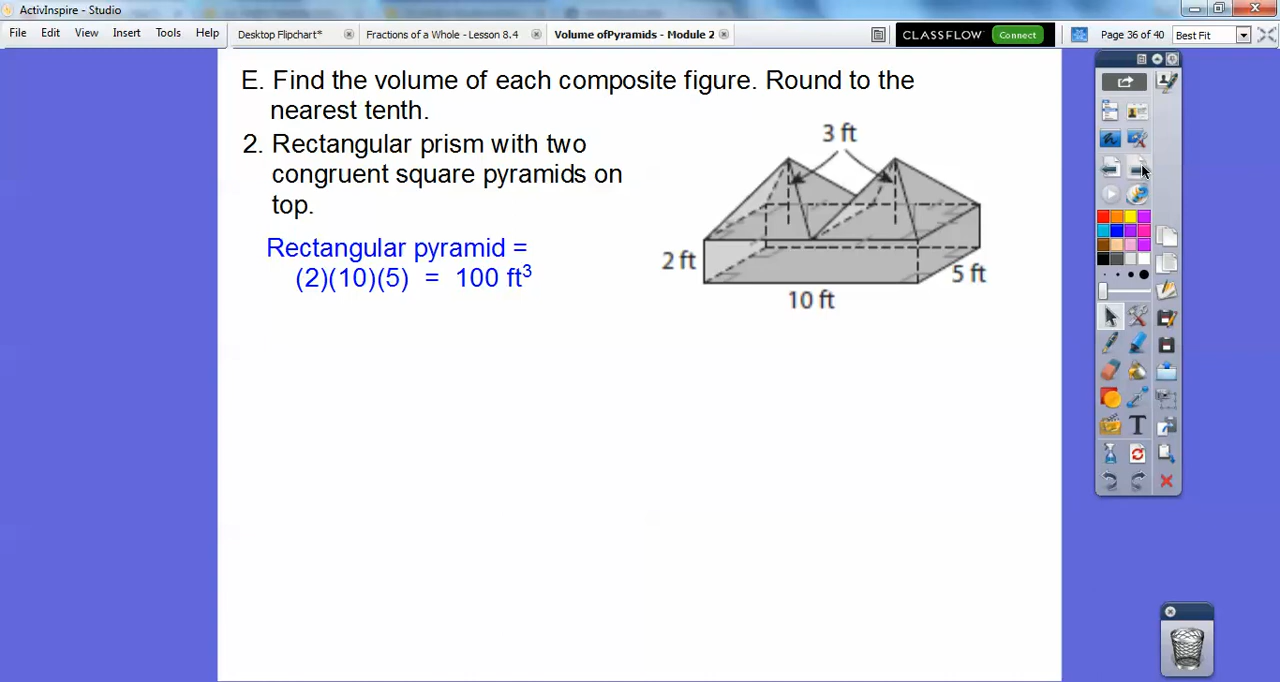 ActivInspire - Studio
File Edit View Insert Tools Help
Desktop Flipchart* Fractions of a Whole - Lesson 8.4 Volume ofPyramids - Module 2
CLASSFLOW Connect
Page 36 of 40 Best Fit
E. Find the volume of each composite figure. Round to the
nearest tenth.
2. Rectangular prism with two
congruent square pyramids on
top.
Rectangular pyramid =
(2)(10)(5) = 100 ft³
3 ft
2 ft
5 ft
10 ft
T